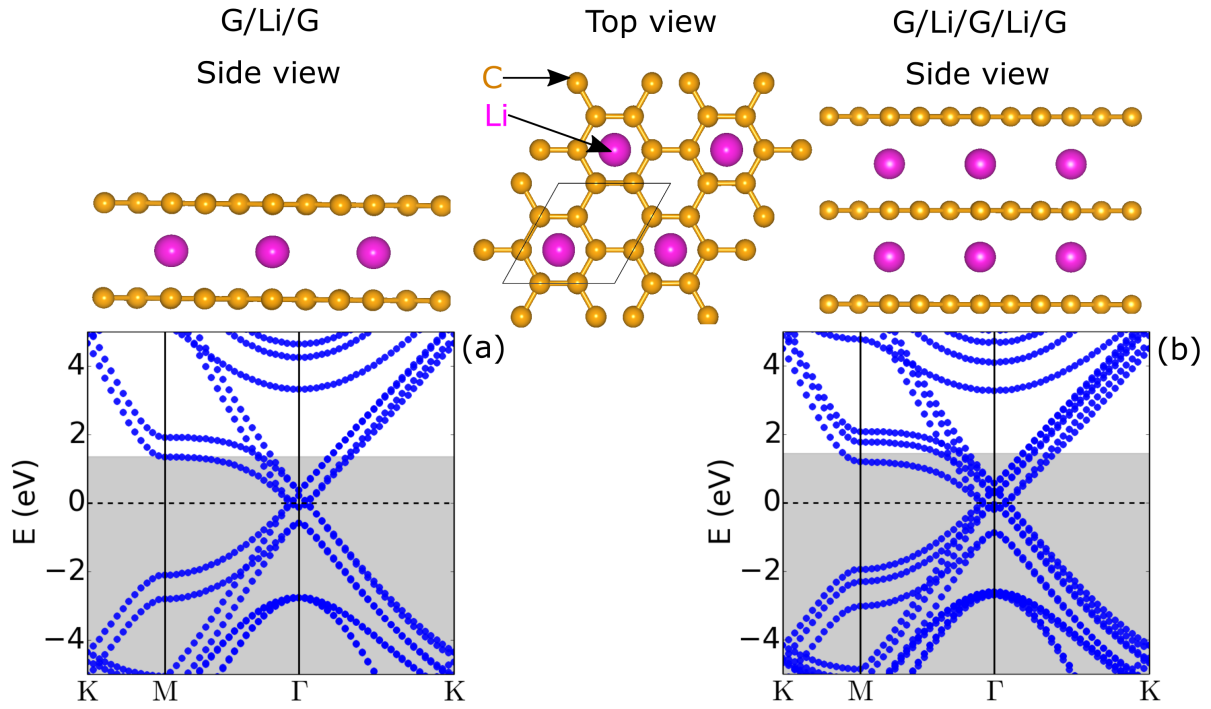 G/Li/G
Top view
G/Li/G/Li/G
Side view
Side view
C
Li
(a)
(b)
4
2
0
−2
−4
E (eV)
K
M
Γ
K
4
2
0
−2
−4
E (eV)
K
M
Γ
K